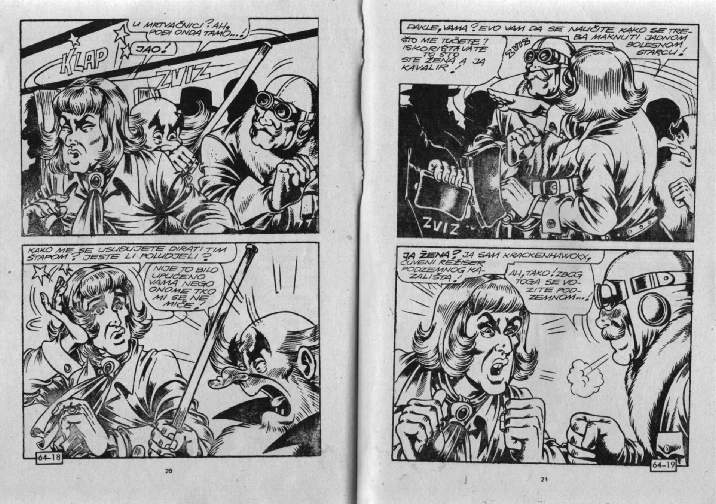 U MRTVAČNICI? AH,
POĐI ONDA TAMO...!
JAO!
KLAP
ZVIZ
KAKO ME SE USUĐUJETE DIRATI TIM
ŠTAPOM? JESTE LI POLUDJELI?
NIJE TO BILO
UPUĆENO
VAMA NEGO
ONOME TKO
MI SE NE
MIČE!
64-18
20
DAKLE, VAMA? EVO VAM DA SE NAUČITE KAKO SE TRE-
BA MAKNUTI JADNOM
BOLESNOM
STARCU!
ŠTO ME TUČETE!
ISKORIŠTAVATE
TO ŠTO
STE ŽENA A JA
KAVALIR!
ZVIZ
ZVIZ
JA ŽENA? JA SAM KRACKENHAWOXX,
ČUVENI REŽISER
PODZEMNOG KA-
ZALIŠTA!
AH, TAKO! ZBOG
TOGA SE VO-
ZITE POD-
ZEMNOM...!
64-19
21